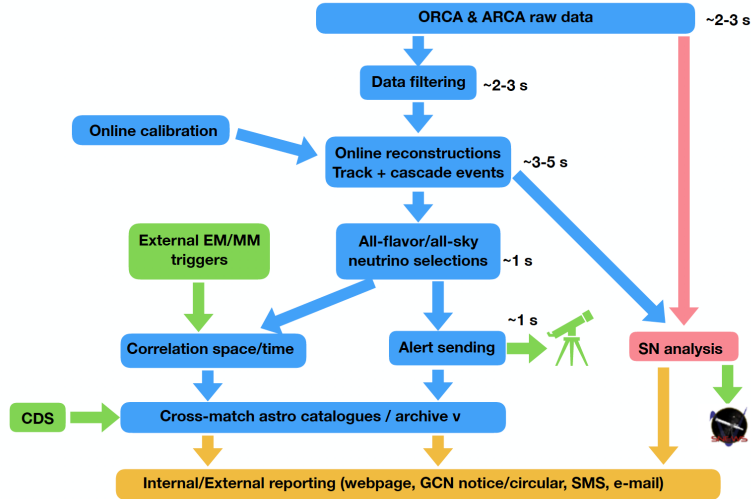 ORCA & ARCA raw data
~2-3 s
Data filtering
~2-3 s
Online calibration
Online reconstructions
Track + cascade events
~3-5 s
External EM/MM
triggers
All-flavor/all-sky
neutrino selections
~1 s
~1 s
Correlation space/time
Alert sending
SN analysis
CDS
Cross-match astro catalogues / archive ν
Internal/External reporting (webpage, GCN notice/circular, SMS, e-mail)